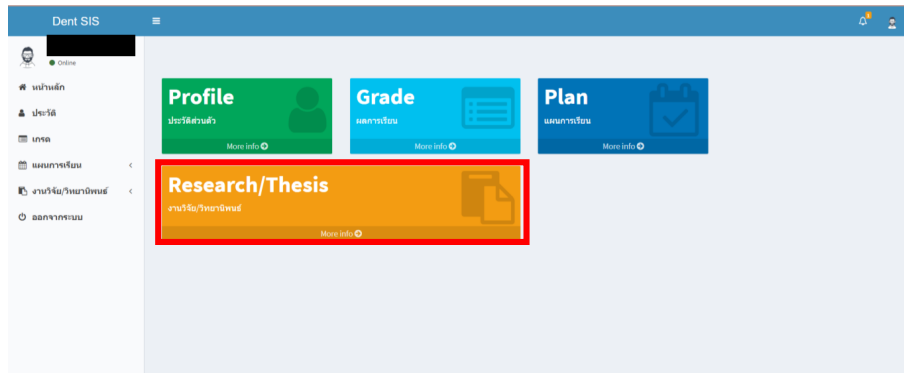 Dent SIS
Online
หน้าหลัก
ประวัติ
เกรด
แผนการเรียน
งานวิจัย/วิทยานิพนธ์
ออกจากระบบ
Profile
ประวัติส่วนตัว
More info
Grade
ผลการเรียน
More info
Plan
แผนการเรียน
More info
Research/Thesis
งานวิจัย/วิทยานิพนธ์
More info